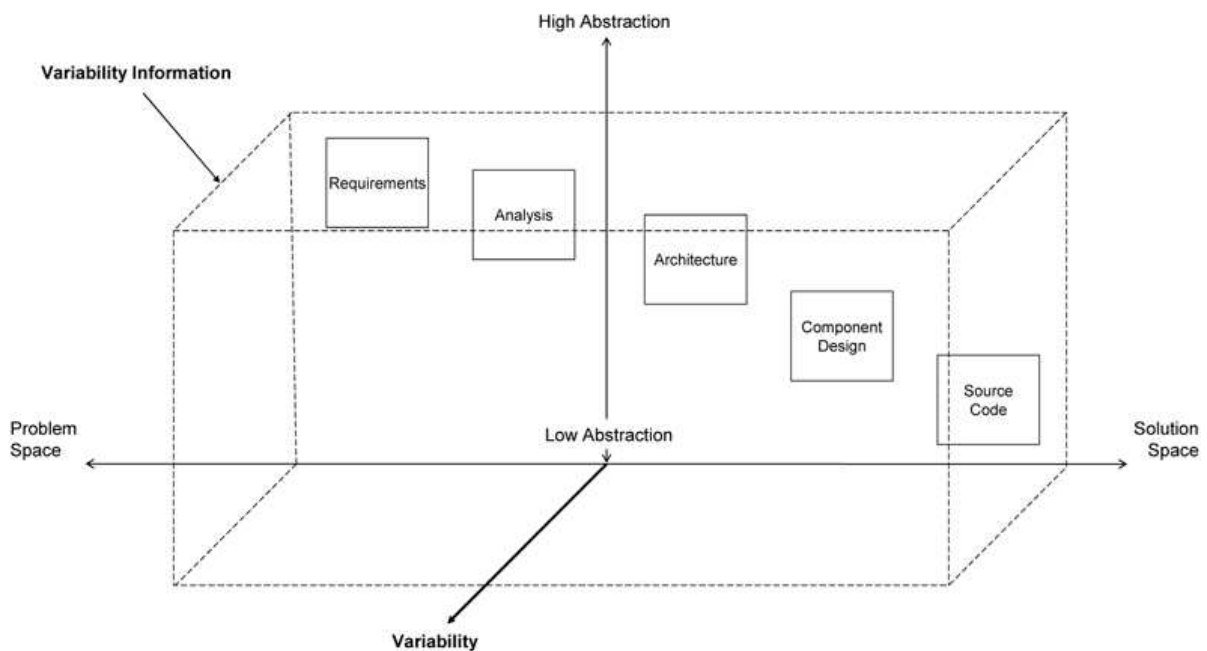 High Abstraction
Variability Information
Requirements
Analysis
Architecture
Component
Design
Source
Code
Problem
Space
Low Abstraction
Solution
Space
Variability